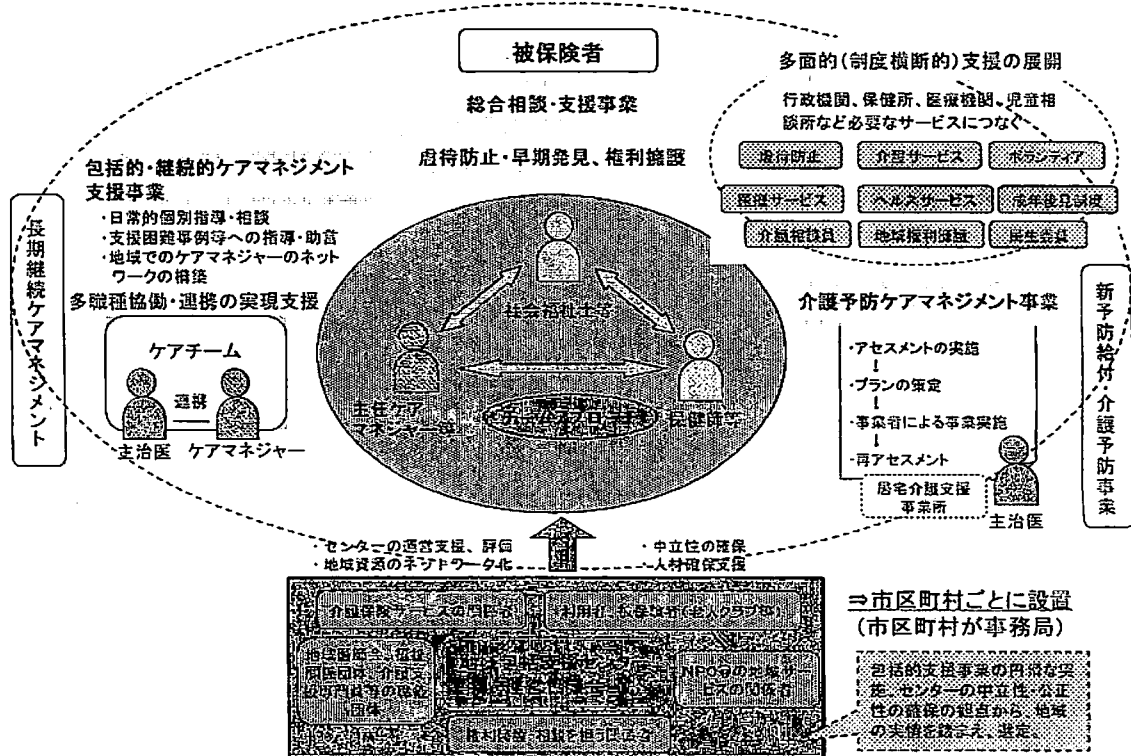 被保険者
総合相談・支援事業
虐待防止・早期発見、権利擁護
多面的(制度横断的)支援の展開
行政機関、保健所、医療機関、児童相
談所など必要なサービスにつなぐ
虐待防止
介護サービス
ボランティア
医療サービス
ヘルスサービス
成年後見制度
介護相談員
地域権利擁護
民生委員
包括的・継続的ケアマネジメント
支援事業
・日常的個別指導・相談
・支援困難事例等への指導・助言
・地域でのケアマネジャーのネット
ワークの構築
多職種協働・連携の実現支援
長期継続ケアマネジメント
ケアチーム
連携
主治医
ケアマネジャー
社会福祉士等
主任ケア
マネジャー等
保健師等
介護予防ケアマネジメント事業
・アセスメントの実施
↓
・プランの策定
↓
・事業者による事業実施
↓
・再アセスメント
居宅介護支援
事業所
主治医
新予防給付・介護予防事業
・センターの運営支援、評価
・地域資源のネットワーク化
・中立性の確保
・人材確保支援
介護保険サービスの関係者
利用者、被保険者(老人クラブ等)
NPO等の地域サー
ビスの関係者
⇒市区町村ごとに設置
(市区町村が事務局)
包括的支援事業の円滑な実
施、センターの中立性・公正
性の確保の観点から、地域
の実情を踏まえ、選定。